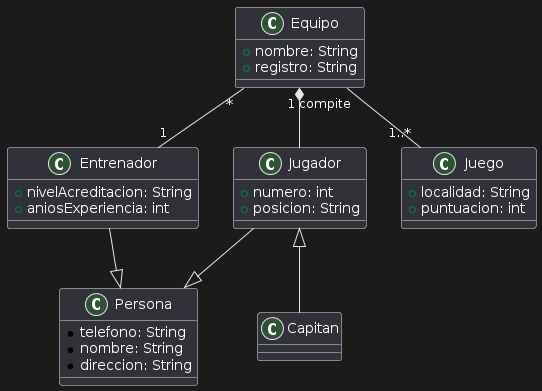 C Equipo
nombre: String
registro: String
*
1 compite
1
1..*
C Entrenador
nivelAcreditacion: String
aniosExperiencia: int
C Jugador
numero: int
posicion: String
C Juego
localidad: String
puntuacion: int
C Persona
telefono: String
nombre: String
direccion: String
C Capitan